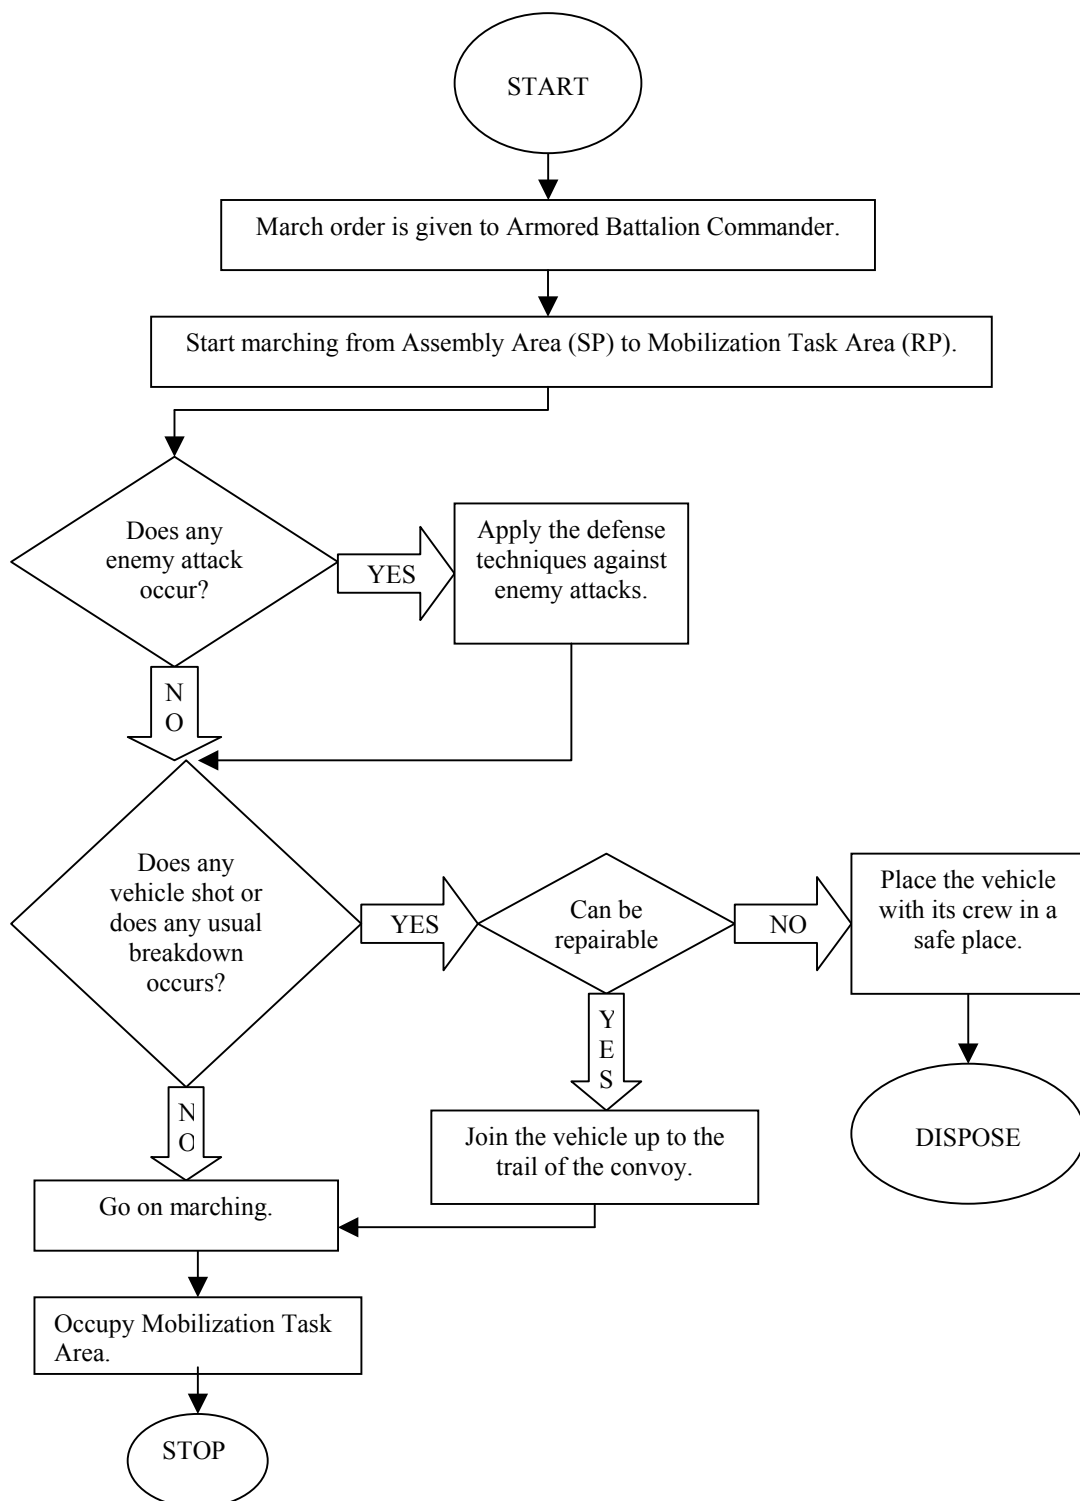 START
March order is given to Armored Battalion Commander.
Start marching from Assembly Area (SP) to Mobilization Task Area (RP).
Does any
enemy attack
occur?
YES
Apply the defense
techniques against
enemy attacks.
N
O
Does any
vehicle shot or
does any usual
breakdown
occurs?
YES
Can be
repairable
NO
Place the vehicle
with its crew in a
safe place.
Y
E
S
N
O
Join the vehicle up to the
trail of the convoy.
DISPOSE
Go on marching.
Occupy Mobilization Task
Area.
STOP